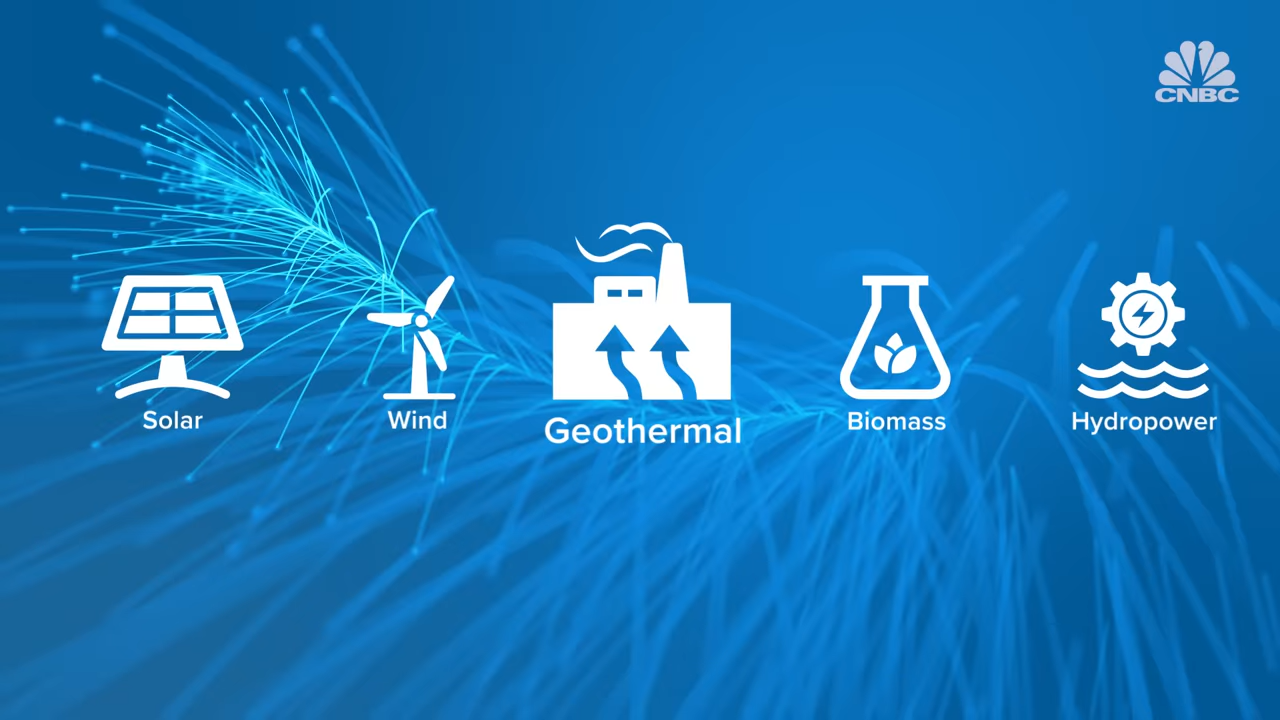 CNBC
Solar
Wind
Geothermal
Biomass
Hydropower